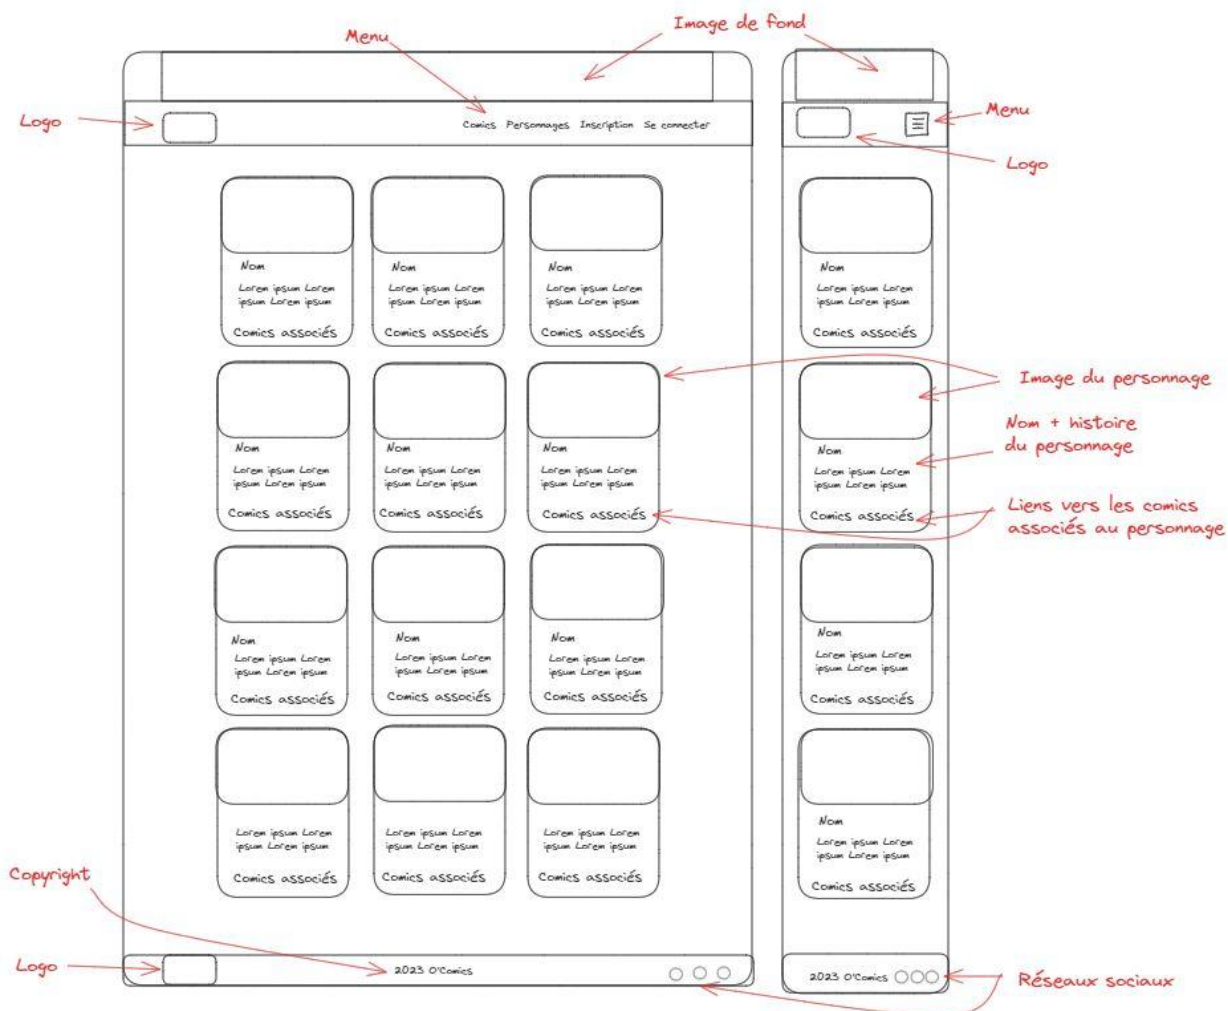 Menu
Image de fond
Logo
Comics Personnages Inscription Se connecter
Menu
Logo
Nom
Lorem ipsum Lorem
ipsum Lorem ipsum
Comics associés
Nom
Lorem ipsum Lorem
ipsum Lorem ipsum
Comics associés
Nom
Lorem ipsum Lorem
ipsum Lorem ipsum
Comics associés
Nom
Lorem ipsum Lorem
ipsum Lorem ipsum
Comics associés
Nom
Lorem ipsum Lorem
ipsum Lorem ipsum
Comics associés
Nom
Lorem ipsum Lorem
ipsum Lorem ipsum
Comics associés
Nom
Lorem ipsum Lorem
ipsum Lorem ipsum
Comics associés
Nom
Lorem ipsum Lorem
ipsum Lorem ipsum
Comics associés
Image du personnage
Nom + histoire
du personnage
Liens vers les comics
associés au personnage
Nom
Lorem ipsum Lorem
ipsum Lorem ipsum
Comics associés
Nom
Lorem ipsum Lorem
ipsum Lorem ipsum
Comics associés
Nom
Lorem ipsum Lorem
ipsum Lorem ipsum
Comics associés
Nom
Lorem ipsum Lorem
ipsum Lorem ipsum
Comics associés
Lorem ipsum Lorem
ipsum Lorem ipsum
Comics associés
Lorem ipsum Lorem
ipsum Lorem ipsum
Comics associés
Lorem ipsum Lorem
ipsum Lorem ipsum
Comics associés
Nom
Lorem ipsum Lorem
ipsum Lorem ipsum
Comics associés
Copyright
Logo
2023 O'Comics
2023 O'Comics
Réseaux sociaux